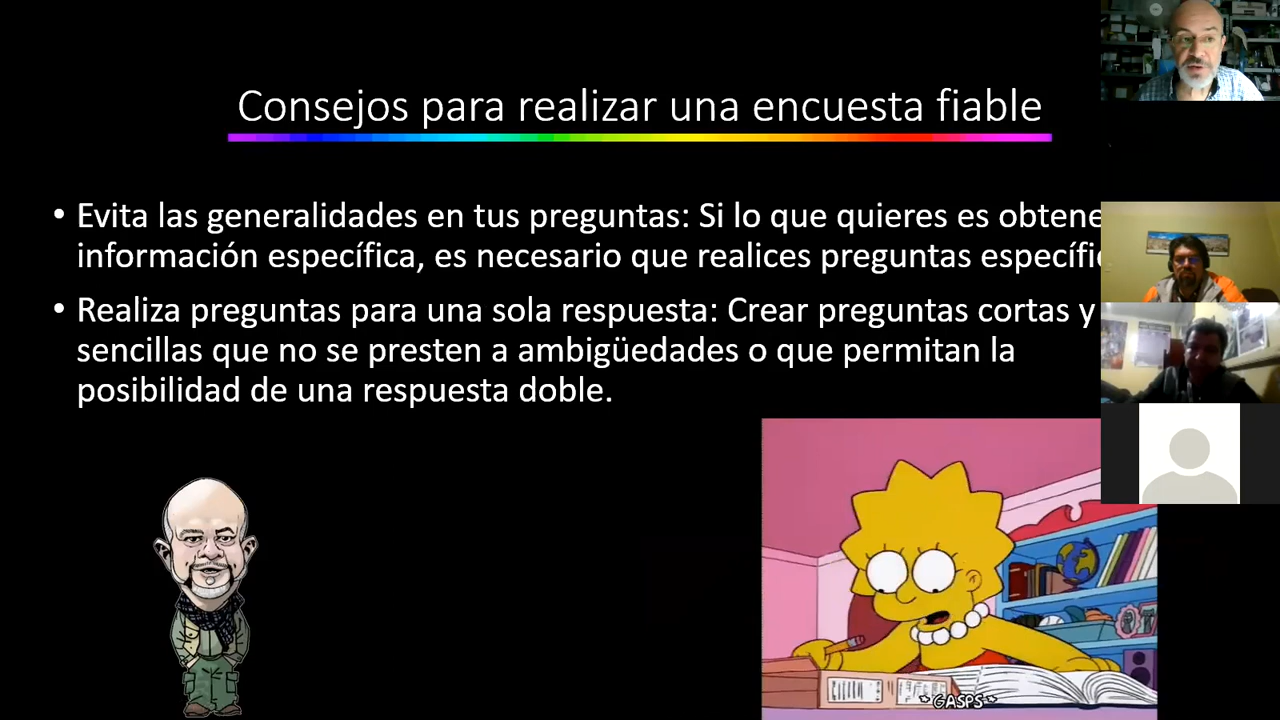 Consejos para realizar una encuesta fiable
• Evita las generalidades en tus preguntas: Si lo que quieres es
información específica, es necesario que realices preguntas
• Realiza preguntas para una sola respuesta: Crear preguntas cortas y
sencillas que no se presten a ambigüedades o que permitan la
posibilidad de una respuesta doble.
*GASPS*